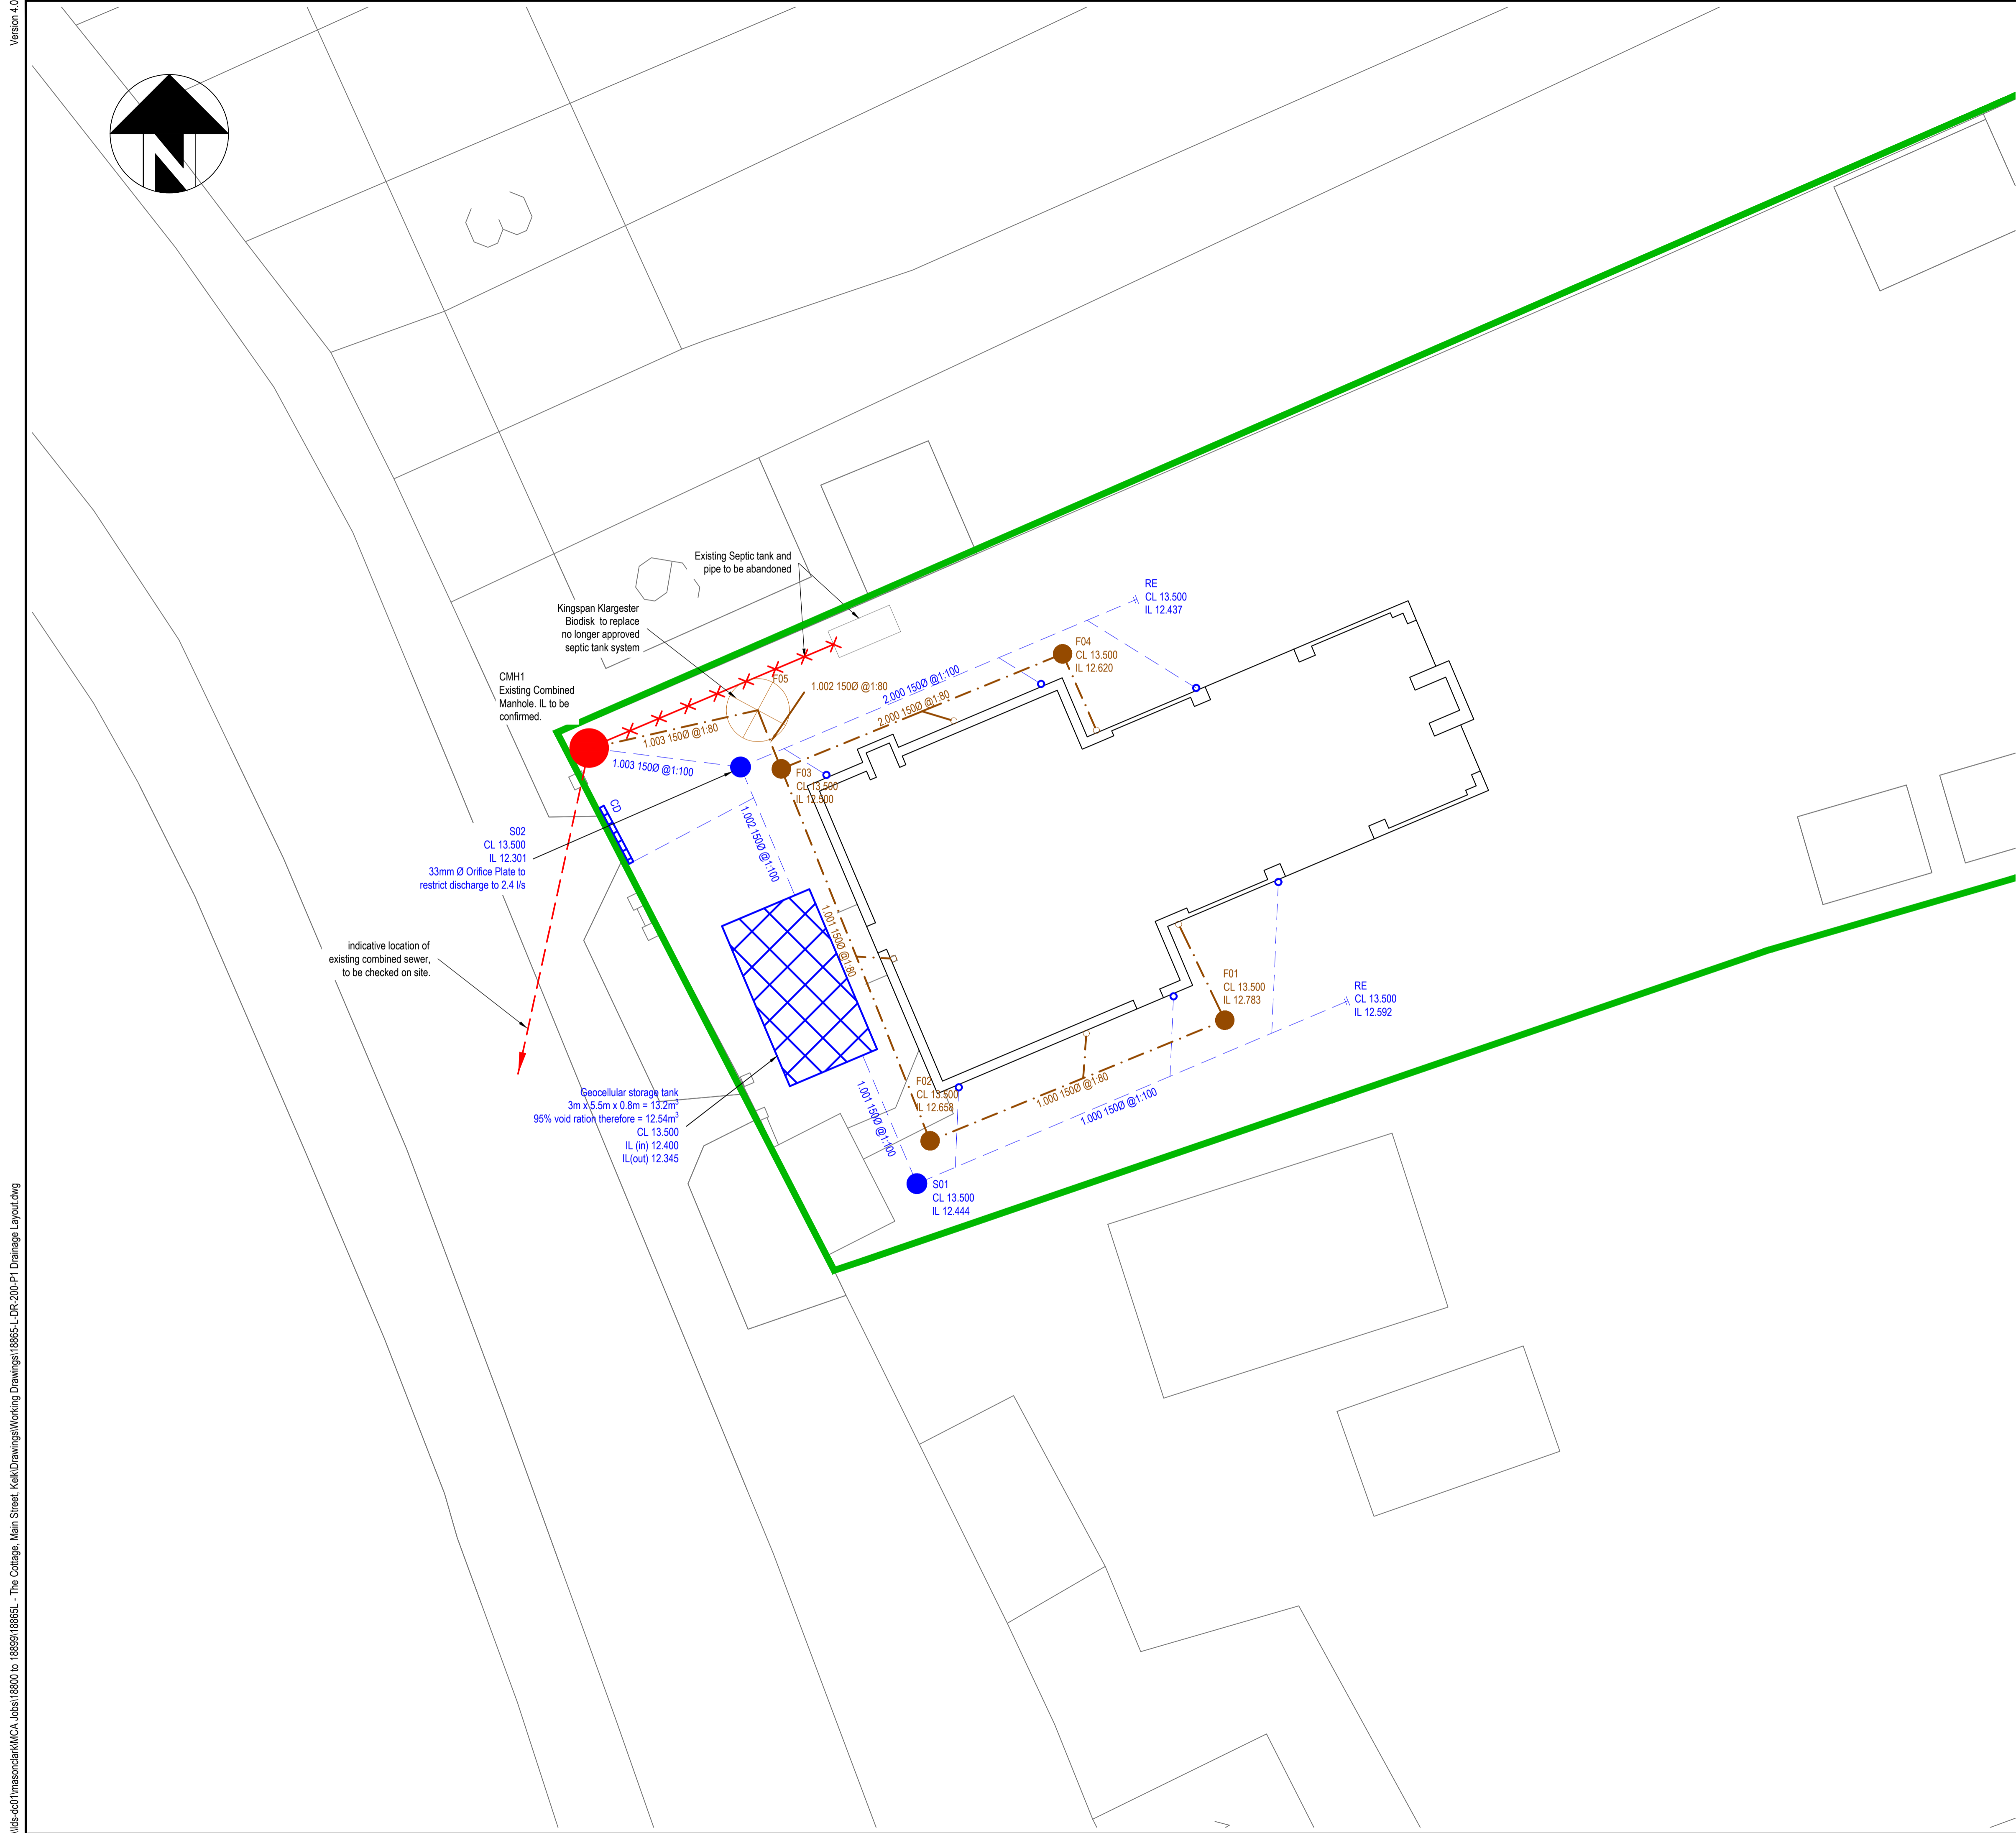 Version 4.0
\\lds-dc01\masonclark\MCA Jobs\18800 to 18899\18865L - The Cottage, Main Street, Kelk\Drawings\Working Drawings\18865-L-DR-200-P1 Drainage Layout.dwg
N
Existing Septic tank and
pipe to be abandoned
Kingspan Klargester
Biodisk to replace
no longer approved
septic tank system
CMH1
Existing Combined
Manhole. IL to be
confirmed.
F05
1.002 150Ø @1:80
1.003 150Ø @1:80
1.003 150Ø @1:100
RE
CL 13.500
IL 12.437
F04
CL 13.500
IL 12.620
2.000 150Ø @1:100
2.000 150Ø @1:80
F03
CL 13.500
IL 12.500
CD
1.002 150Ø @1:100
S02
CL 13.500
IL 12.301
33mm Ø Orifice Plate to
restrict discharge to 2.4 l/s
1.001 150Ø @1:80
indicative location of
existing combined sewer,
to be checked on site.
F01
CL 13.500
IL 12.783
RE
CL 13.500
IL 12.592
Geocellular storage tank
3m x 5.5m x 0.8m = 13.2m³
95% void ration therefore = 12.54m³
CL 13.500
IL (in) 12.400
IL(out) 12.345
1.001 150Ø @1:100
F02
CL 13.500
IL 12.658
1.000 150Ø @1:80
1.000 150Ø @1:100
S01
CL 13.500
IL 12.444